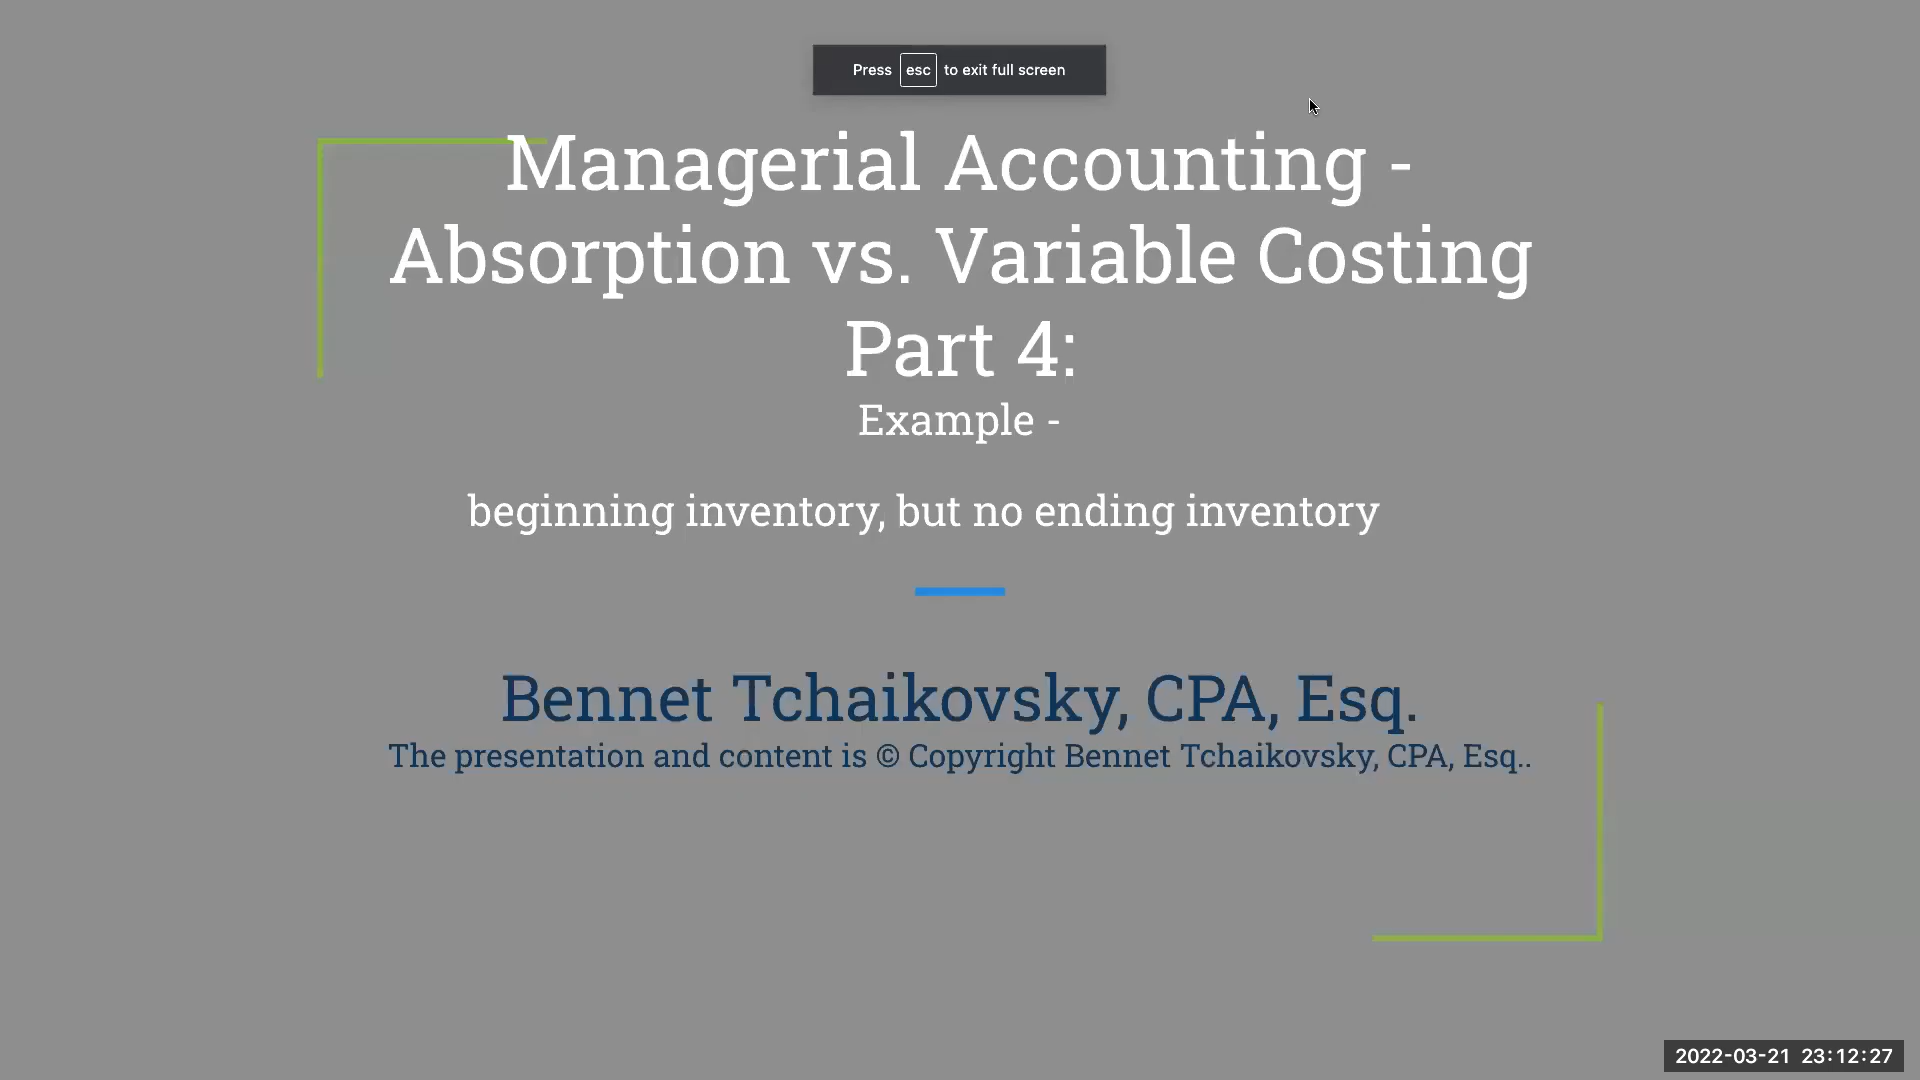 Press esc to exit full screen
Managerial Accounting -
Absorption vs. Variable Costing
Part 4:
Example -
beginning inventory, but no ending inventory
Bennet Tchaikovsky, CPA, Esq.
The presentation and content is © Copyright Bennet Tchaikovsky, CPA, Esq..
2022-03-21 23:12:27